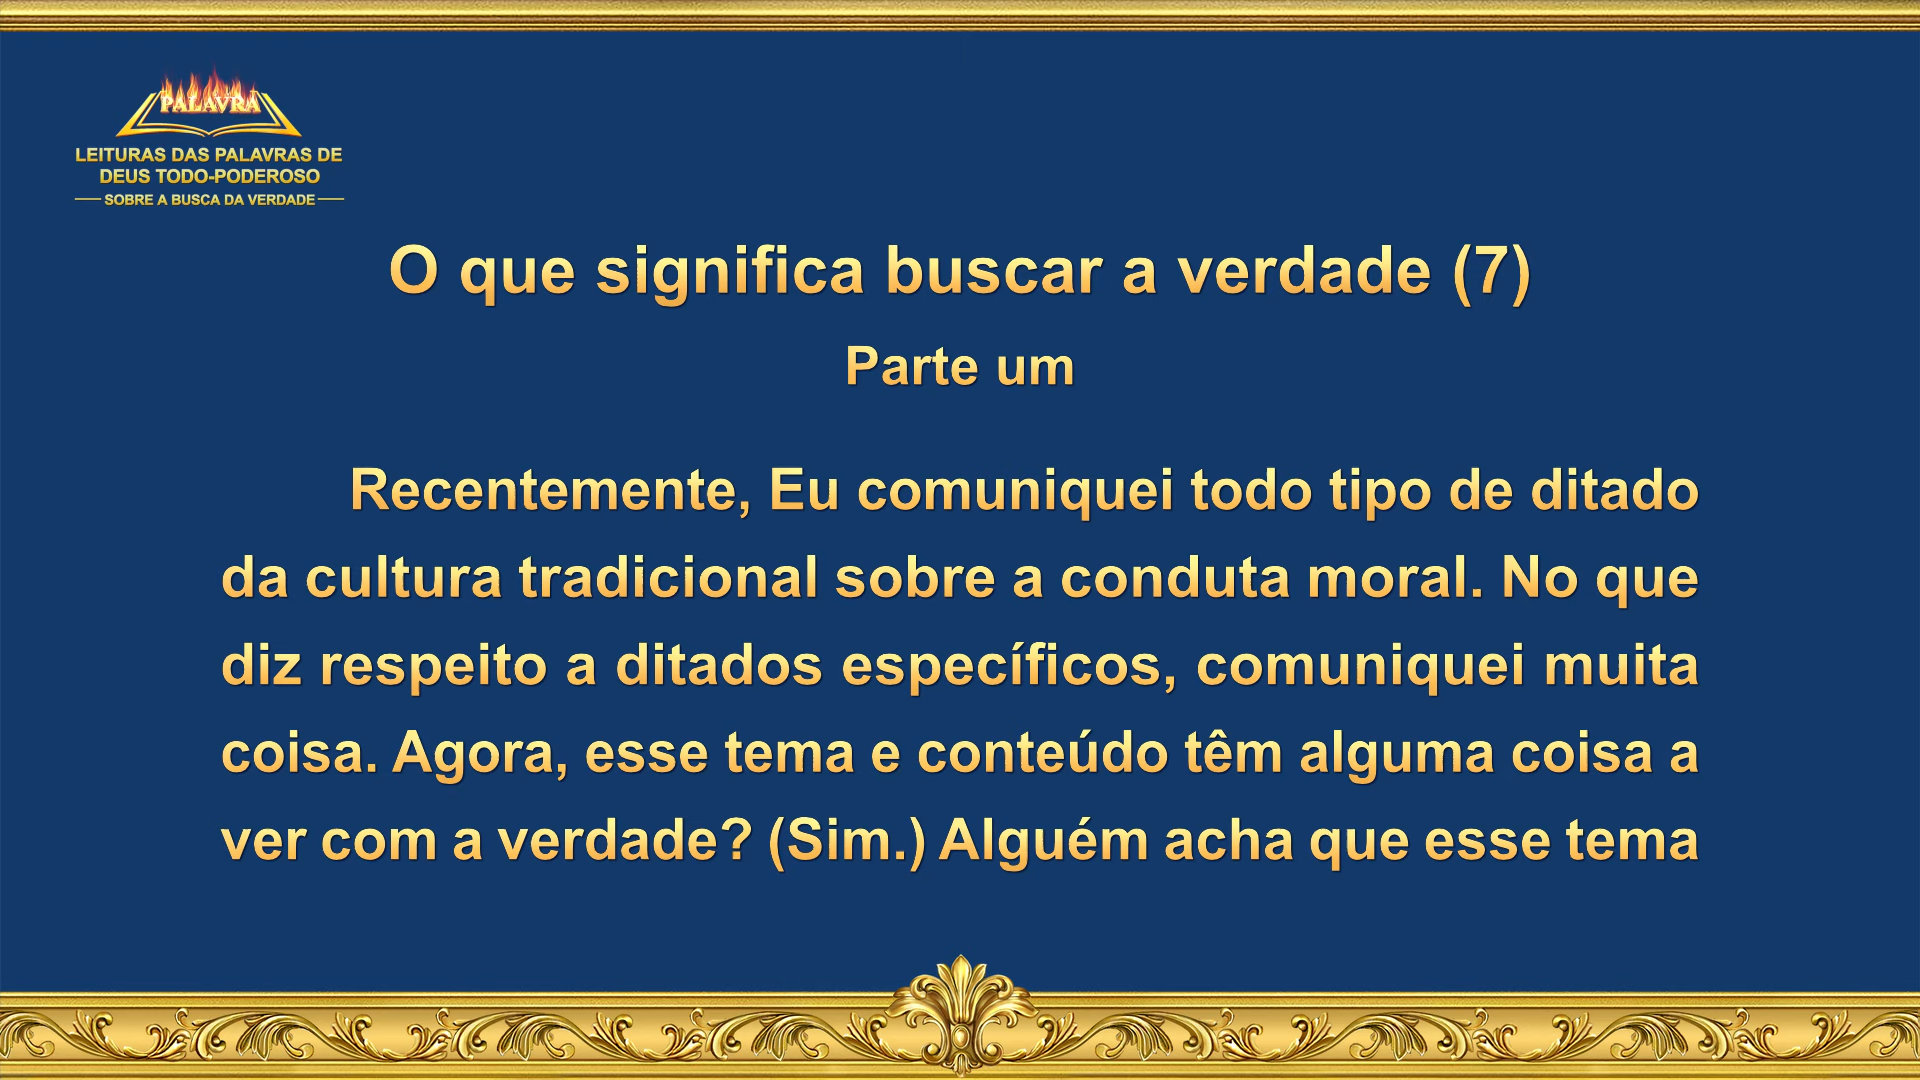 PALAVRA
LEITURAS DAS PALAVRAS DE
DEUS TODO-PODEROSO
SOBRE A BUSCA DA VERDADE
O que significa buscar a verdade (7)
Parte um
Recentemente, Eu comuniquei todo tipo de ditado
da cultura tradicional sobre a conduta moral. No que
diz respeito a ditados específicos, comuniquei muita
coisa. Agora, esse tema e conteúdo têm alguma coisa a
ver com a verdade? (Sim.) Alguém acha que esse tema